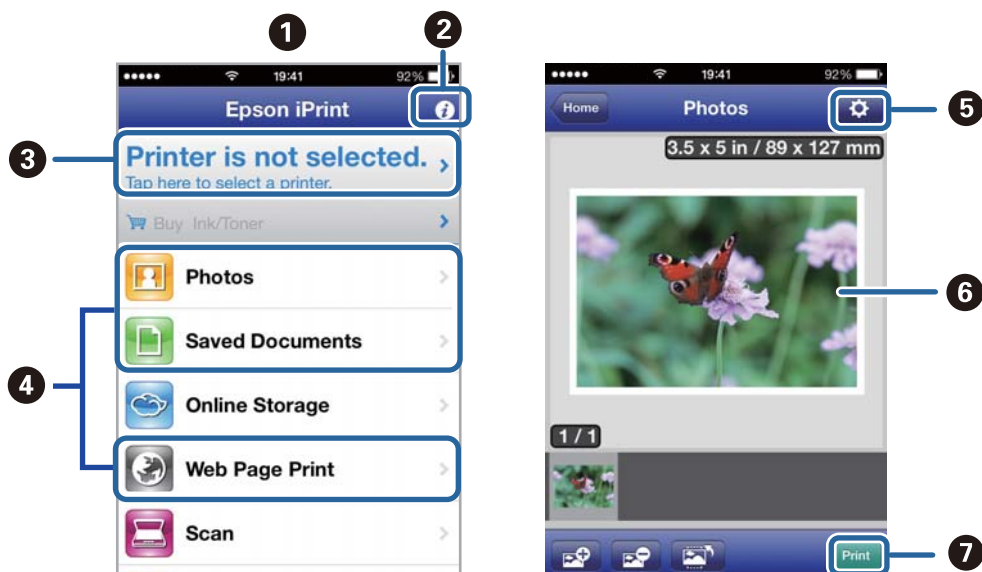 1
2
19:41
92%
Epson iPrint
i
3
Printer is not selected.
Tap here to select a printer.
Buy Ink/Toner
Photos
Saved Documents
4
Online Storage
Web Page Print
Scan
19:41
92%
Home
Photos
5
3.5 x 5 in / 89 x 127 mm
6
1 / 1
Print
7